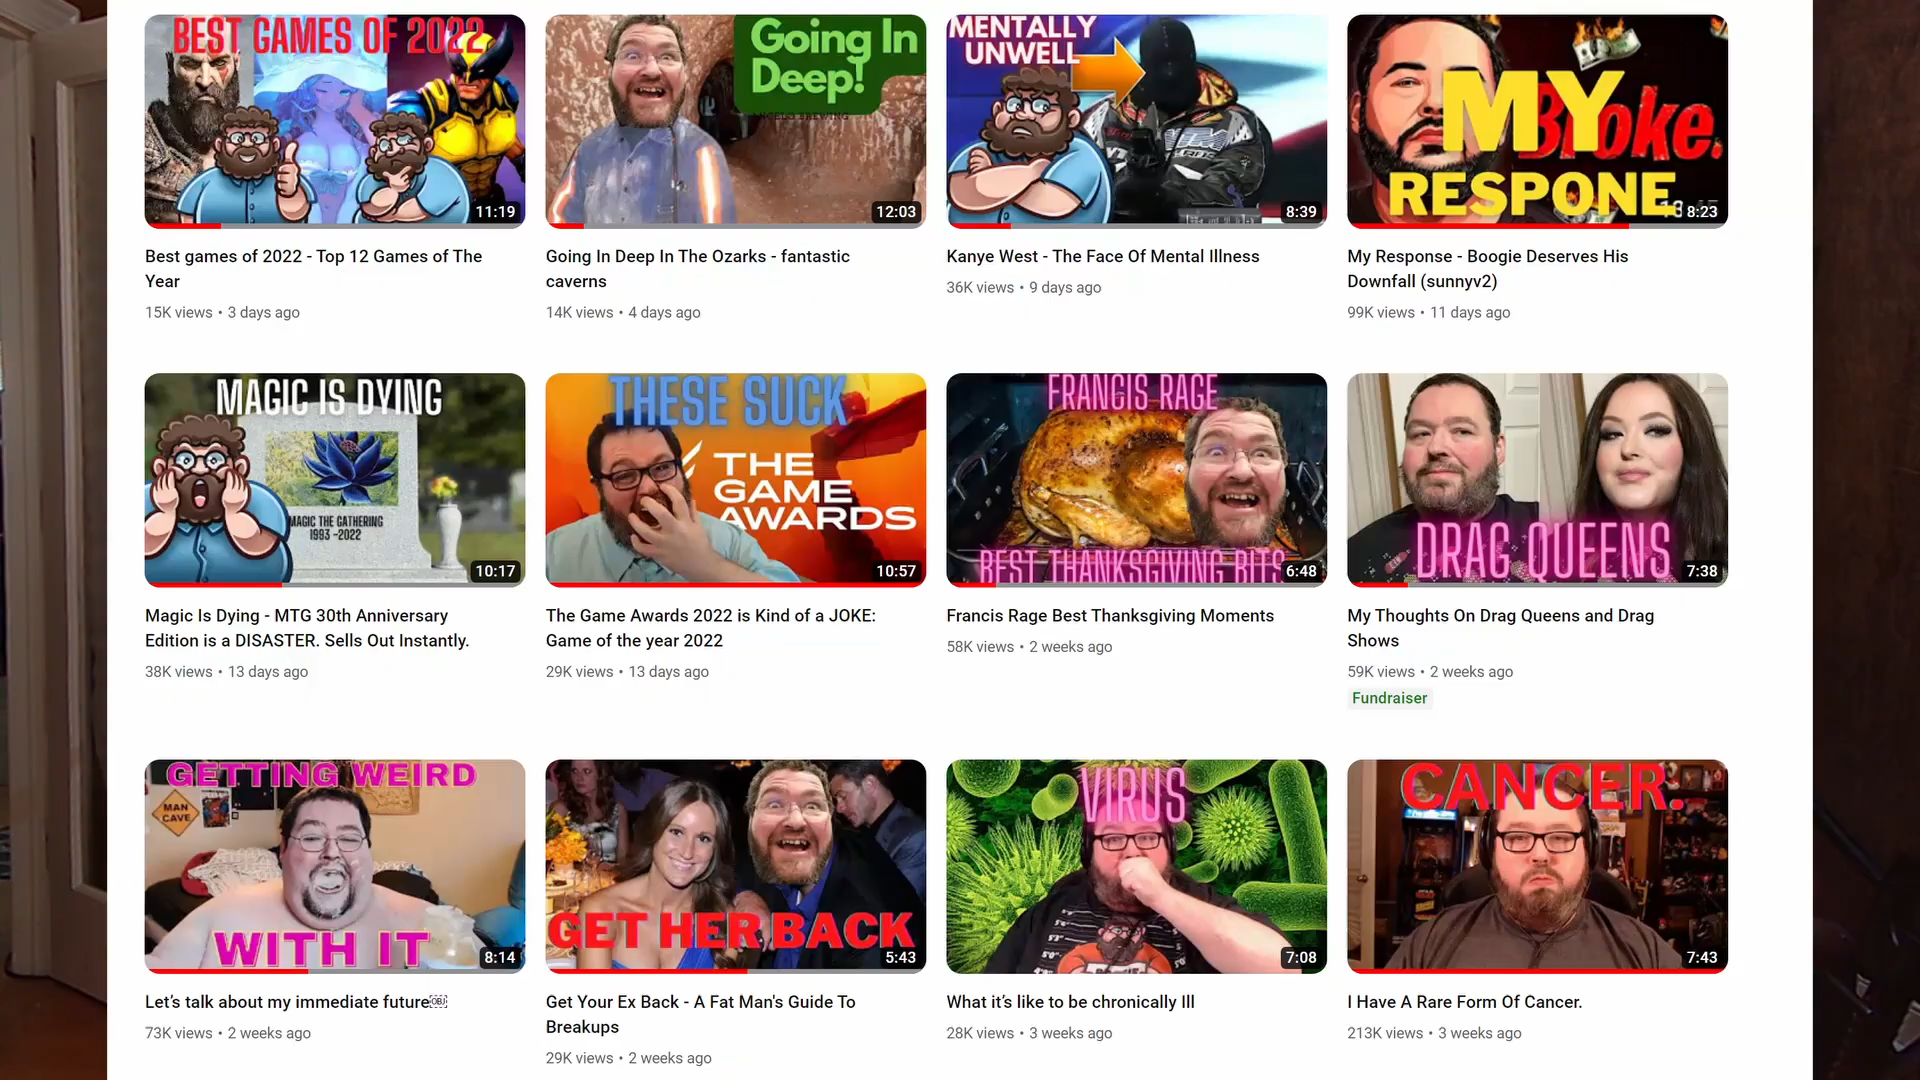 BEST GAMES OF 2022
11:19
Best games of 2022 - Top 12 Games of The
Year
15K views • 3 days ago
Going In
Deep!
12:03
Going In Deep In The Ozarks - fantastic
caverns
14K views • 4 days ago
MENTALLY
UNWELL
8:39
Kanye West - The Face Of Mental Illness
36K views • 9 days ago
MY
Broke.
RESPONE
8:23
My Response - Boogie Deserves His
Downfall (sunnyv2)
99K views • 11 days ago
MAGIC IS DYING
MAGIC THE GATHERING
1993 -2022
10:17
Magic Is Dying - MTG 30th Anniversary
Edition is a DISASTER. Sells Out Instantly.
38K views • 13 days ago
THESE SUCK
THE
GAME
AWARDS
10:57
The Game Awards 2022 is Kind of a JOKE:
Game of the year 2022
29K views • 13 days ago
FRANCIS RAGE
BEST THANKSGIVING BITS
6:48
Francis Rage Best Thanksgiving Moments
58K views • 2 weeks ago
DRAG QUEENS
7:38
My Thoughts On Drag Queens and Drag
Shows
59K views • 2 weeks ago
Fundraiser
GETTING WEIRD
MAN
CAVE
WITH IT
8:14
Let’s talk about my immediate future￼
73K views • 2 weeks ago
GET HER BACK
5:43
Get Your Ex Back - A Fat Man's Guide To
Breakups
29K views • 2 weeks ago
VIRUS
7:08
What it’s like to be chronically Ill
28K views • 3 weeks ago
CANCER.
7:43
I Have A Rare Form Of Cancer.
213K views • 3 weeks ago